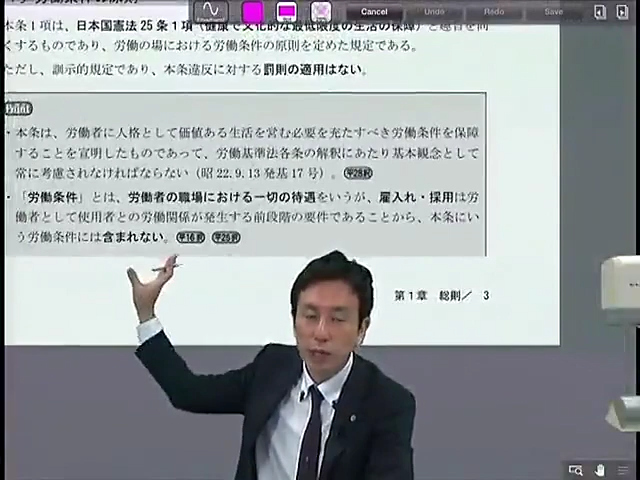 Cancel Undo Redo Save
本条1項は、日本国憲法25条1項（健康で文化的な最低限度の生活の保障）と趣旨を同
くするものであり、労働の場における労働条件の原則を定めた規定である。
ただし、訓示的規定であり、本条違反に対する罰則の適用はない。
・本条は、労働者に人格として価値ある生活を営む必要を充たすべき労働条件を保障
することを宣明したものであって、労働基準法各条の解釈にあたり基本観念として
常に考慮されなければならない（昭22.9.13発基17号）。
・「労働条件」とは、労働者の職場における一切の待遇をいうが、雇入れ・採用は労
働者として使用者との労働関係が発生する前段階の要件であることから、本条にい
う労働条件には含まれない。
第1章 総則／ 3